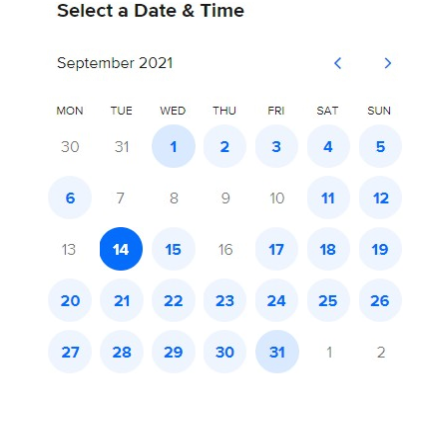 Select a Date & Time
September 2021
MON TUE WED THU FRI SAT SUN
30 31 1 2 3 4 5
6 7 8 9 10 11 12
13 14 15 16 17 18 19
20 21 22 23 24 25 26
27 28 29 30 31 1 2